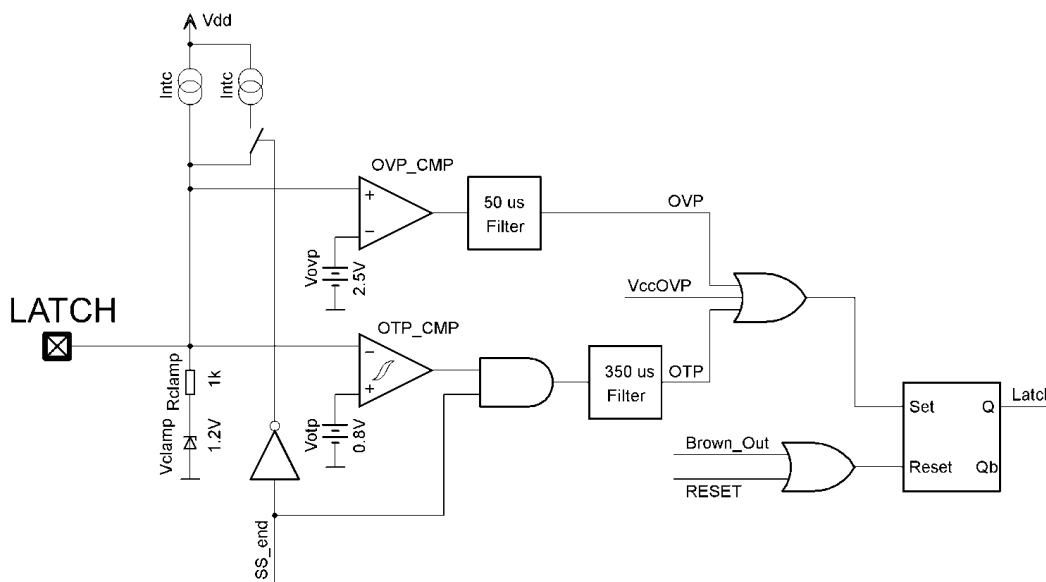 Vdd
Intc
Intc
OVP_CMP
+
−
50 us
Filter
OVP
Vovp
2.5V
VccOVP
LATCH
OTP_CMP
−
+
350 us
Filter
OTP
Rclamp
1k
Vclamp
1.2V
Votp
0.8V
Set
Q
Latch
Brown_Out
Reset
Qb
RESET
SS_end